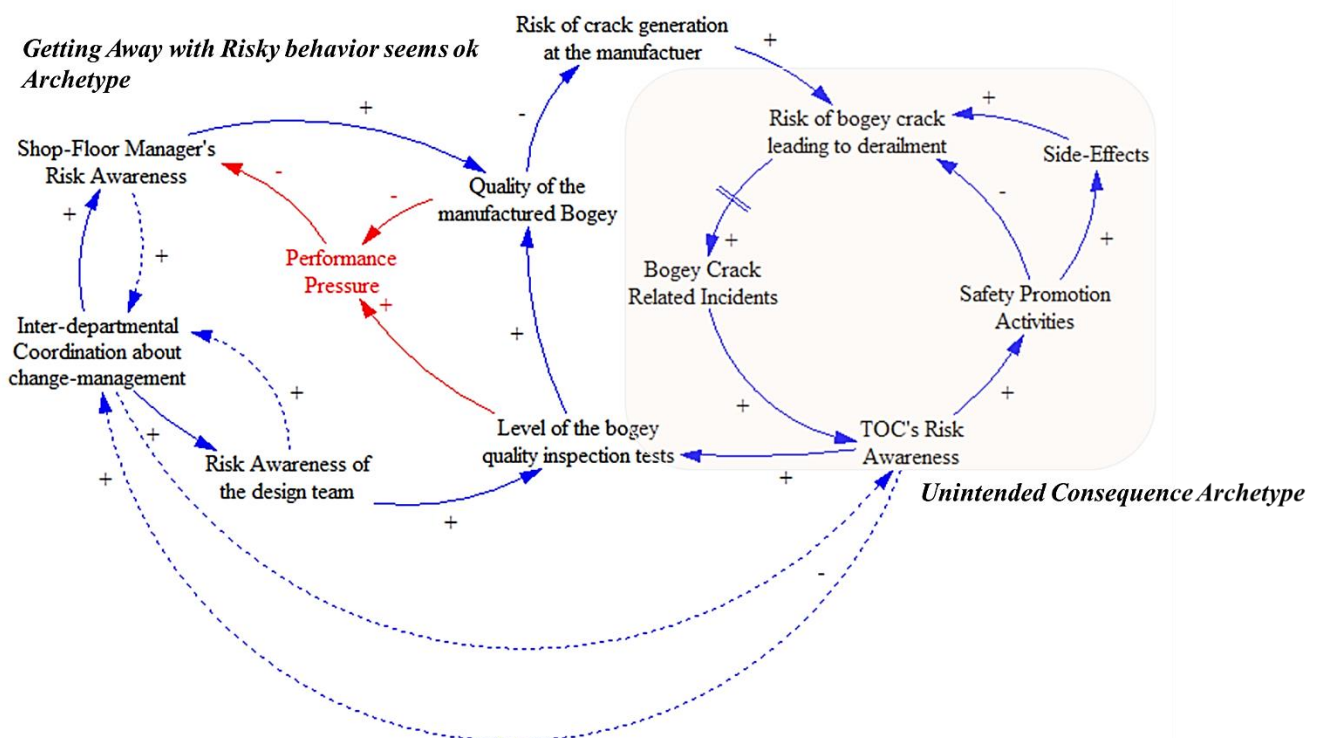 Getting Away with Risky behavior seems ok
Archetype
Risk of crack generation
at the manufactuer
+
+
-
Shop-Floor Manager's
Risk Awareness
-
-
Quality of the
manufactured Bogey
Risk of bogey crack
leading to derailment
+
Side-Effects
-
+
+
Performance
Pressure
+
+
Bogey Crack
Related Incidents
+
Safety Promotion
Activities
+
Inter-departmental
Coordination about
change-management
+
+
+
+
Level of the bogey
quality inspection tests
TOC's Risk
Awareness
+
Risk Awareness of
the design team
+
+
+
Unintended Consequence Archetype
-